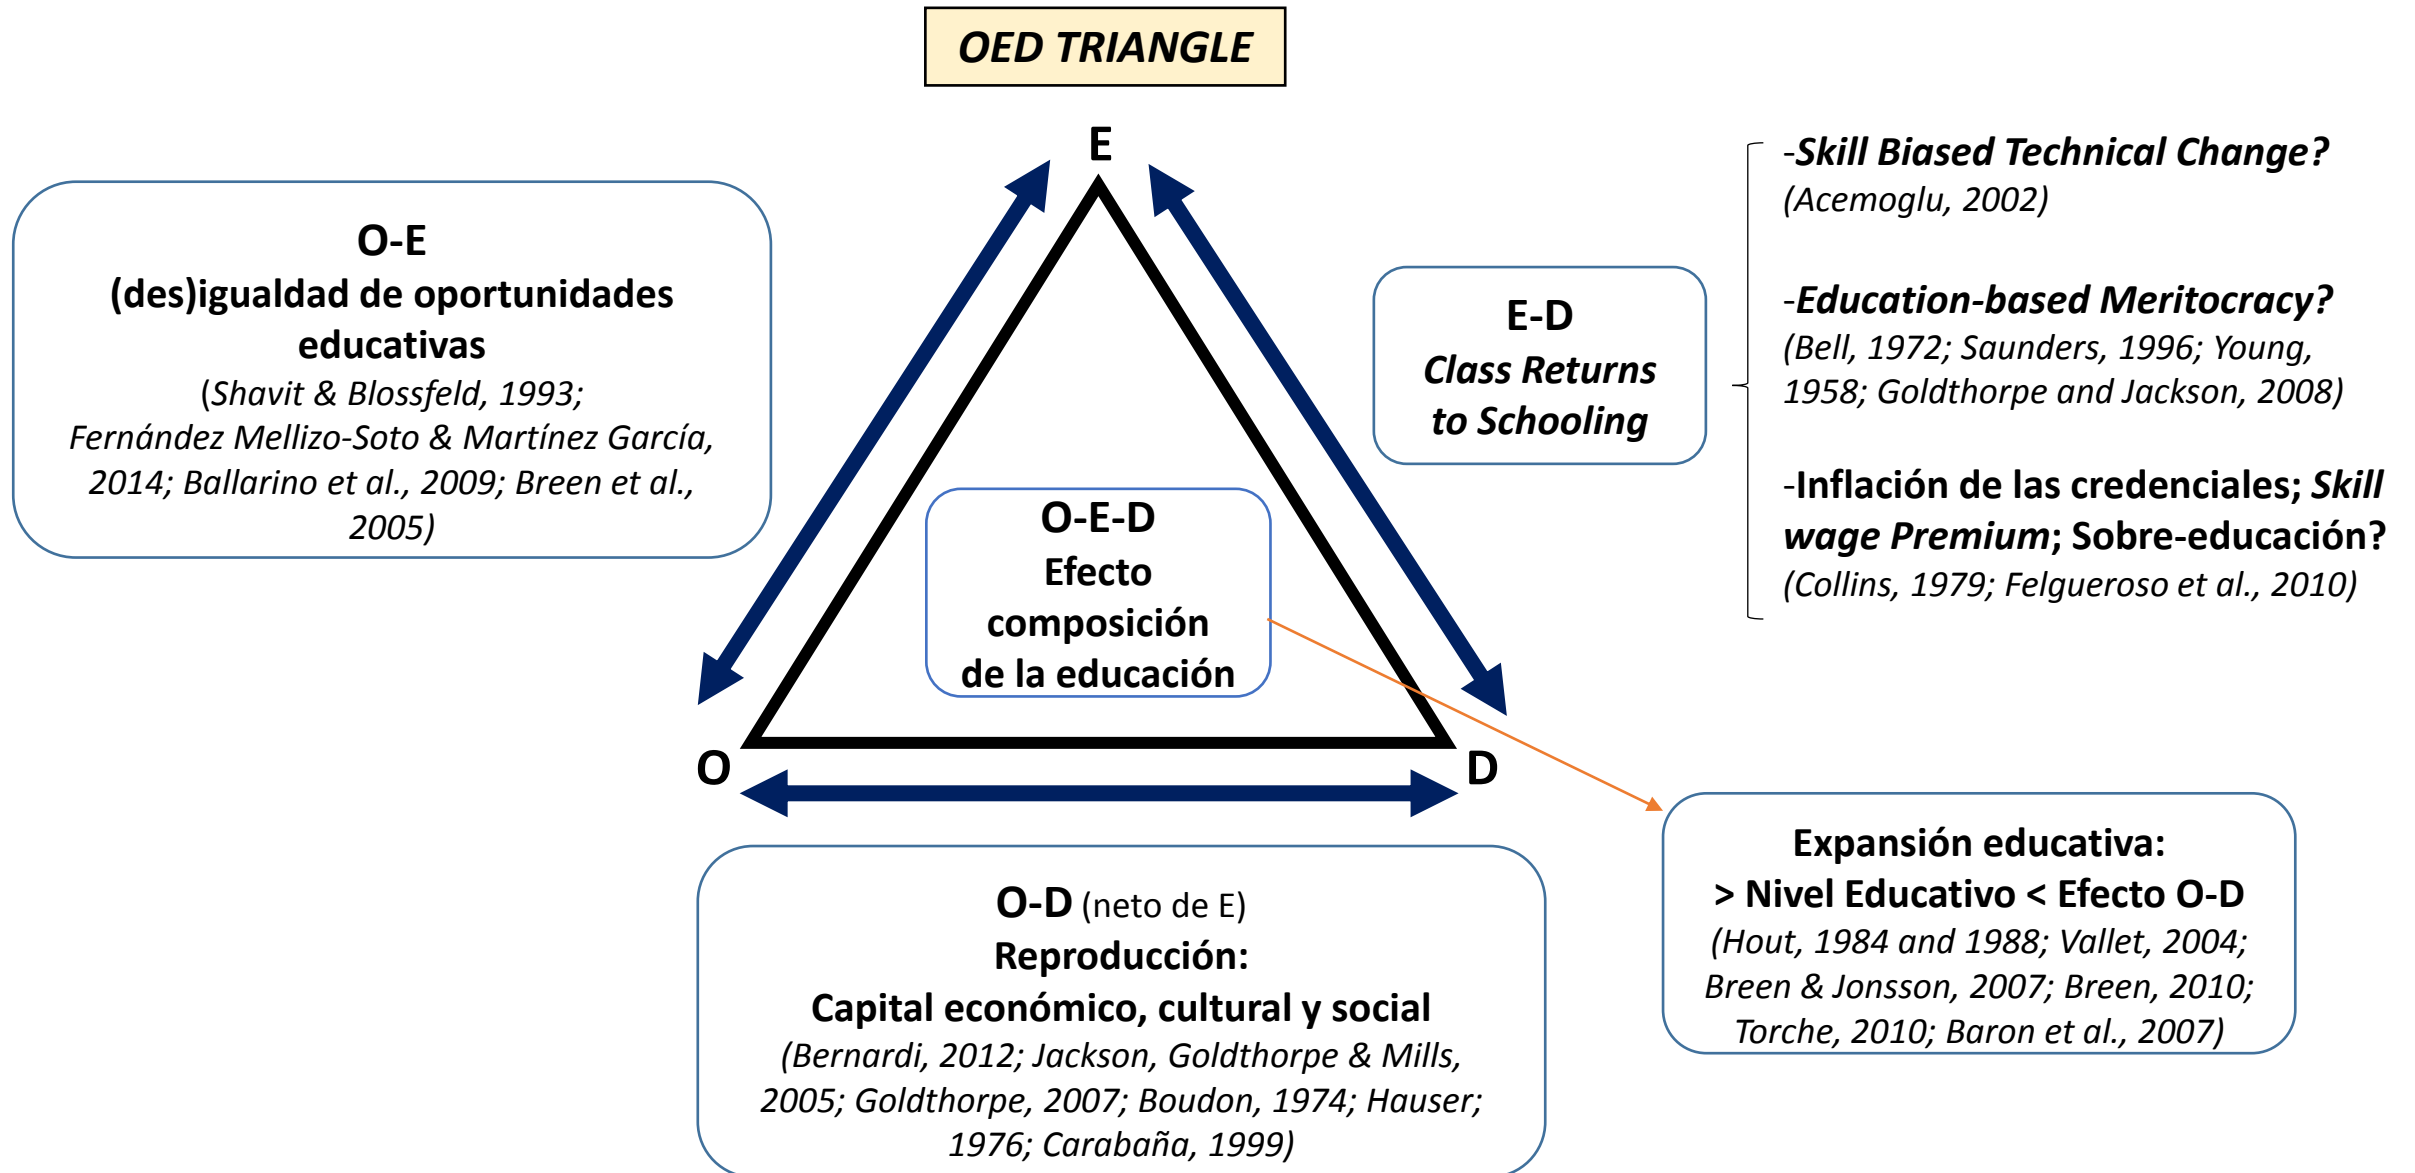 OED TRIANGLE
E
O-E
(des)igualdad de oportunidades
educativas
(Shavit & Blossfeld, 1993;
Fernández Mellizo-Soto & Martínez García,
2014; Ballarino et al., 2009; Breen et al.,
2005)
E-D
Class Returns
to Schooling
-Skill Biased Technical Change?
(Acemoglu, 2002)
-Education-based Meritocracy?
(Bell, 1972; Saunders, 1996; Young,
1958; Goldthorpe and Jackson, 2008)
-Inflación de las credenciales; Skill
wage Premium; Sobre-educación?
(Collins, 1979; Felgueroso et al., 2010)
O-E-D
Efecto
composición
de la educación
O
D
O-D (neto de E)
Reproducción:
Capital económico, cultural y social
(Bernardi, 2012; Jackson, Goldthorpe & Mills,
2005; Goldthorpe, 2007; Boudon, 1974; Hauser;
1976; Carabaña, 1999)
Expansión educativa:
> Nivel Educativo < Efecto O-D
(Hout, 1984 and 1988; Vallet, 2004;
Breen & Jonsson, 2007; Breen, 2010;
Torche, 2010; Baron et al., 2007)